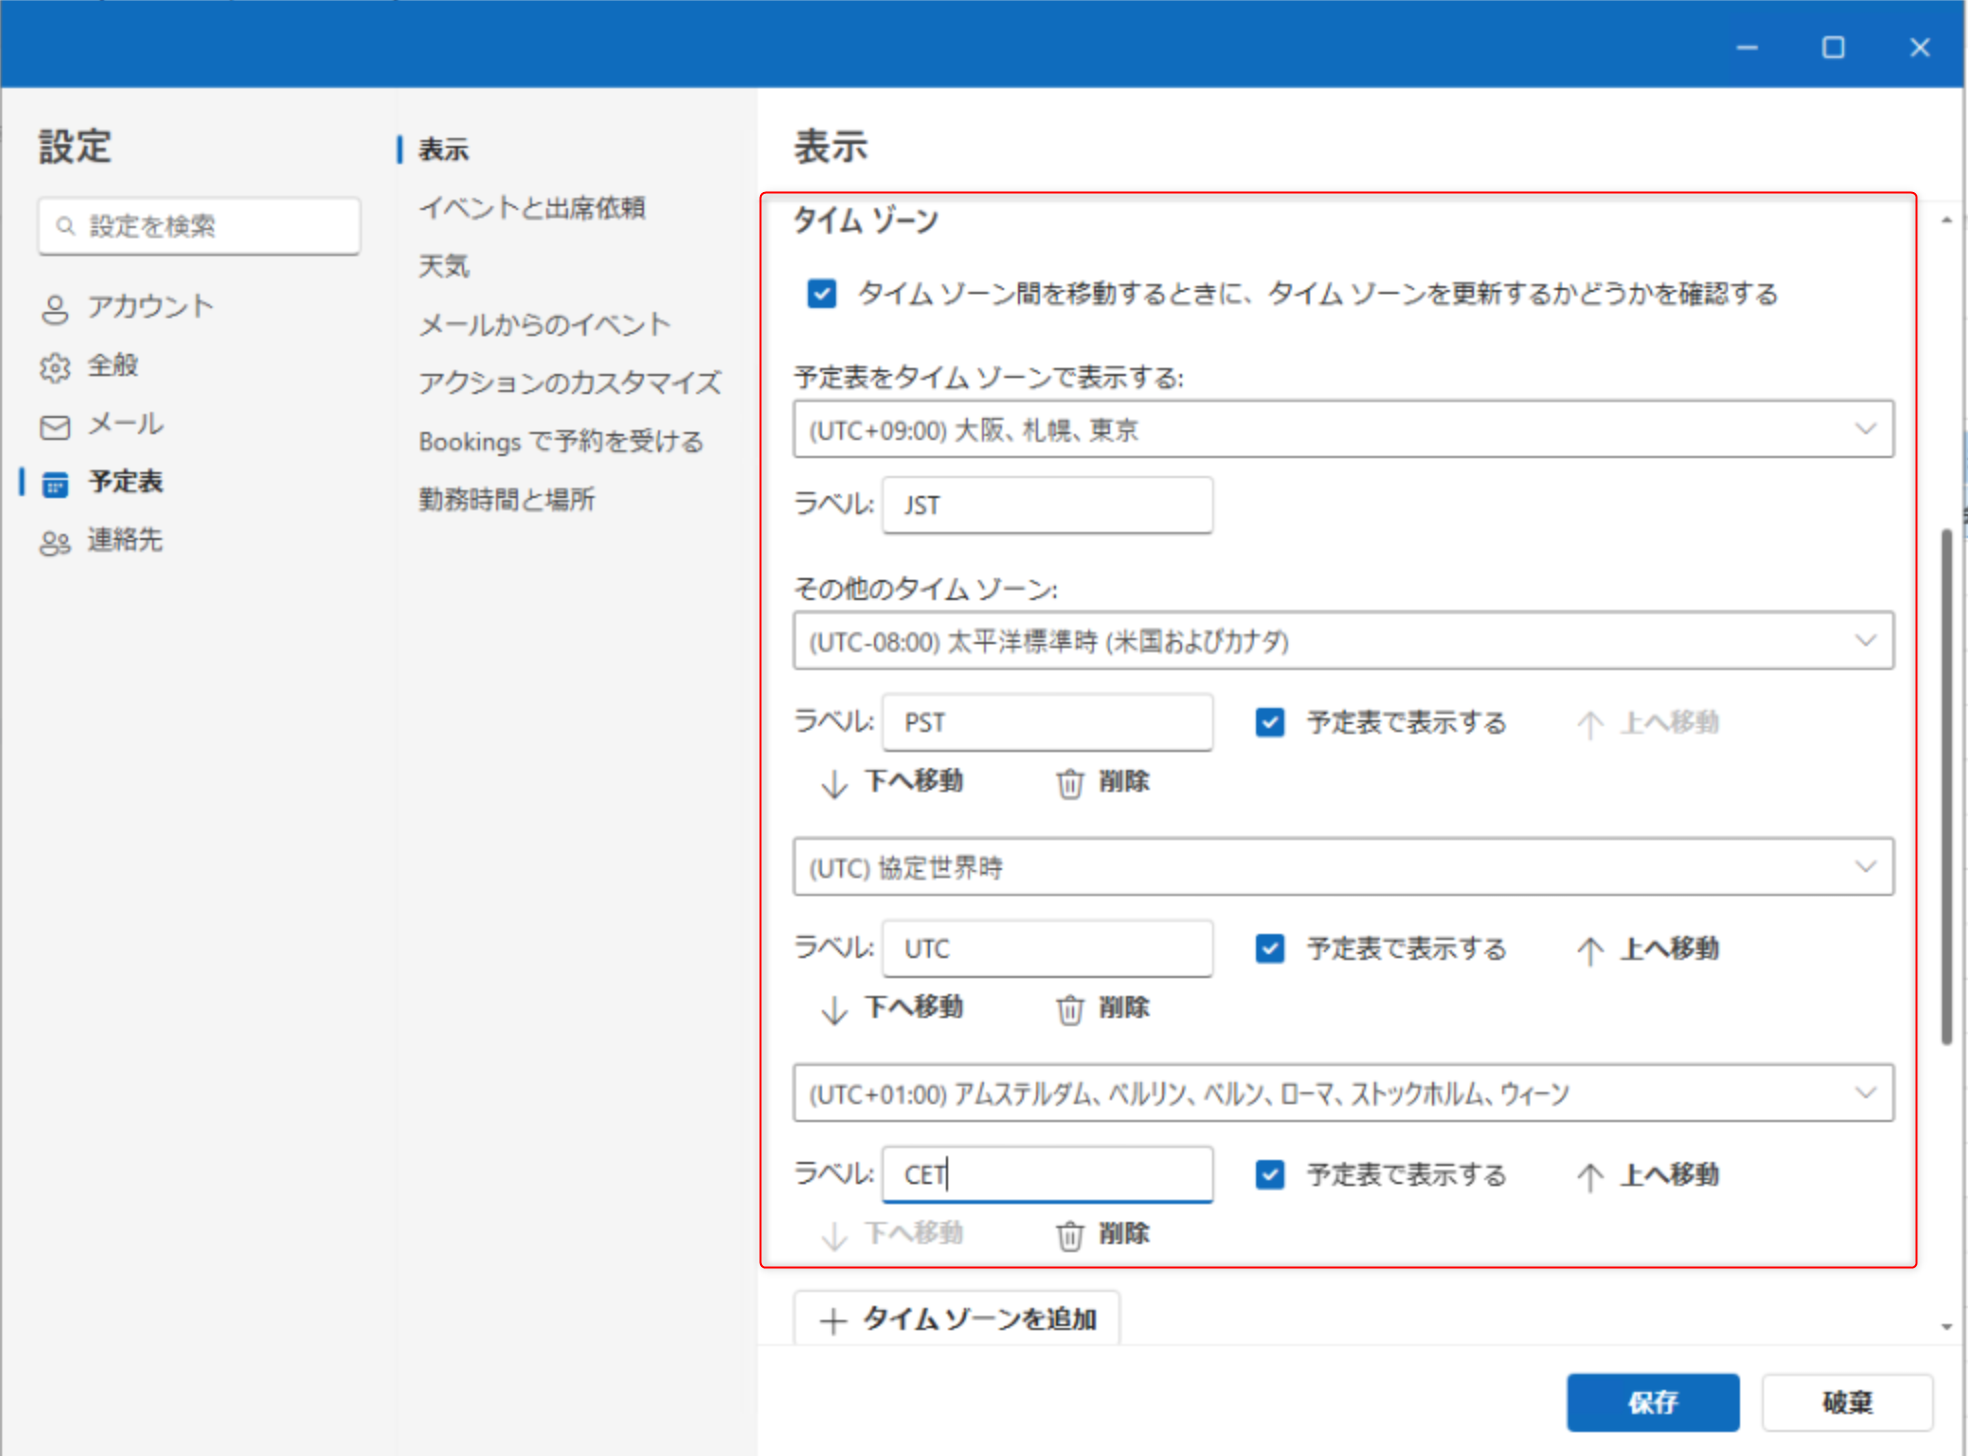 設定
設定を検索
アカウント
全般
メール
予定表
連絡先
表示
イベントと出席依頼
天気
メールからのイベント
アクションのカスタマイズ
Bookings で予約を受ける
勤務時間と場所
表示
タイム ゾーン
タイム ゾーン間を移動するときに、タイム ゾーンを更新するかどうかを確認する
予定表をタイム ゾーンで表示する:
(UTC+09:00) 大阪、札幌、東京
ラベル: JST
その他のタイム ゾーン:
(UTC-08:00) 太平洋標準時 (米国およびカナダ)
ラベル: PST 予定表で表示する 上へ移動
下へ移動 削除
(UTC) 協定世界時
ラベル: UTC 予定表で表示する 上へ移動
下へ移動 削除
(UTC+01:00) アムステルダム、ベルリン、ベルン、ローマ、ストックホルム、ウィーン
ラベル: CET 予定表で表示する 上へ移動
下へ移動 削除
タイム ゾーンを追加
保存 破棄